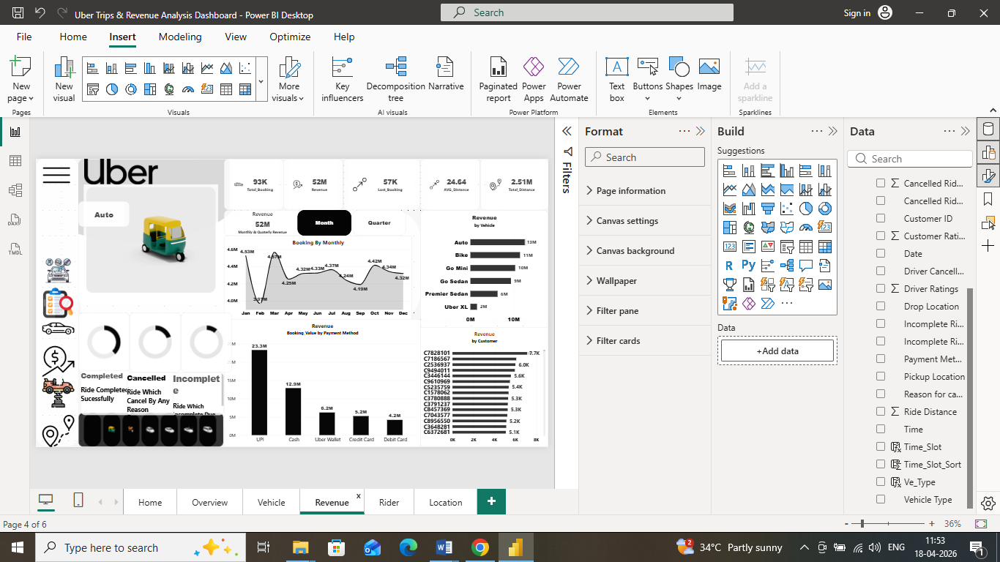 Uber Trips & Revenue Analysis Dashboard - Power BI Desktop
Search
Sign in
File
Home
Insert
Modeling
View
Optimize
Help
New page
New visual
More visuals
Key influencers
Decomposition tree
Narrative
Paginated report
Power Apps
Power Automate
Text box
Buttons
Shapes
Image
Add a sparkline
Pages
Visuals
AI visuals
Power Platform
Elements
Sparklines
DAX
TMDL
Uber
Auto
93K
Total_Booking
52M
Revenue
57K
Lost_Booking
24.64
AVG_Distance
2.51M
Total_Distance
Revenue
52M
Monthly & Quaterly Revenue
Month
Quarter
Booking By Monthly
4.6M
4.4M
4.2M
4.0M
4.53M
3.97M
4.57M
4.25M
4.32M
4.33M
4.37M
4.24M
4.19M
4.42M
4.34M
4.32M
Jan Feb Mar Apr May Jun Jul Aug Sep Oct Nov Dec
Revenue
by Vehicle
Auto 13M
Bike 11M
Go Mini 10M
Go Sedan 9M
Premier Sedan 6M
Uber XL 2M
0M 10M
Completed
Ride Completed
Sucessfully
Cancelled
Ride Which
Cancel By Any
Reason
Incomplet
e
Ride Which
Revenue
Booking_Value by Payment Method
15M
10M
5M
0M
23.3M
12.9M
6.2M
5.2M
4.2M
UPI Cash Uber Wallet Credit Card Debit Card
Revenue
by Customer
C7828101 7.7K
C7186567
C2536937 6.0K
C9494011
C3446144 5.6K
C9610969
C5235759 5.4K
C1578062
C3780888 5.3K
C3791237
C8457369 5.3K
C7043577
C8956550 5.2K
C3648281
C6372681 5.1K
0K 2K 4K 6K 8K
Filters
Format
Search
Page information
Canvas settings
Canvas background
Wallpaper
Filter pane
Filter cards
Build
Suggestions
123
R
Py
Data
+Add data
Data
Search
Cancelled Rid...
Cancelled Rid...
Customer ID
Customer Rati...
Date
Driver Cancell...
Driver Ratings
Drop Location
Incomplete Ri...
Incomplete Ri...
Payment Met...
Pickup Location
Reason for ca...
Ride Distance
Time
Time_Slot
Time_Slot_Sort
Ve_Type
Vehicle Type
Home
Overview
Vehicle
Revenue
x
Rider
Location
+
Page 4 of 6
- + 36%
Type here to search
2
34°C Partly sunny
ENG
11:53
18-04-2026
1